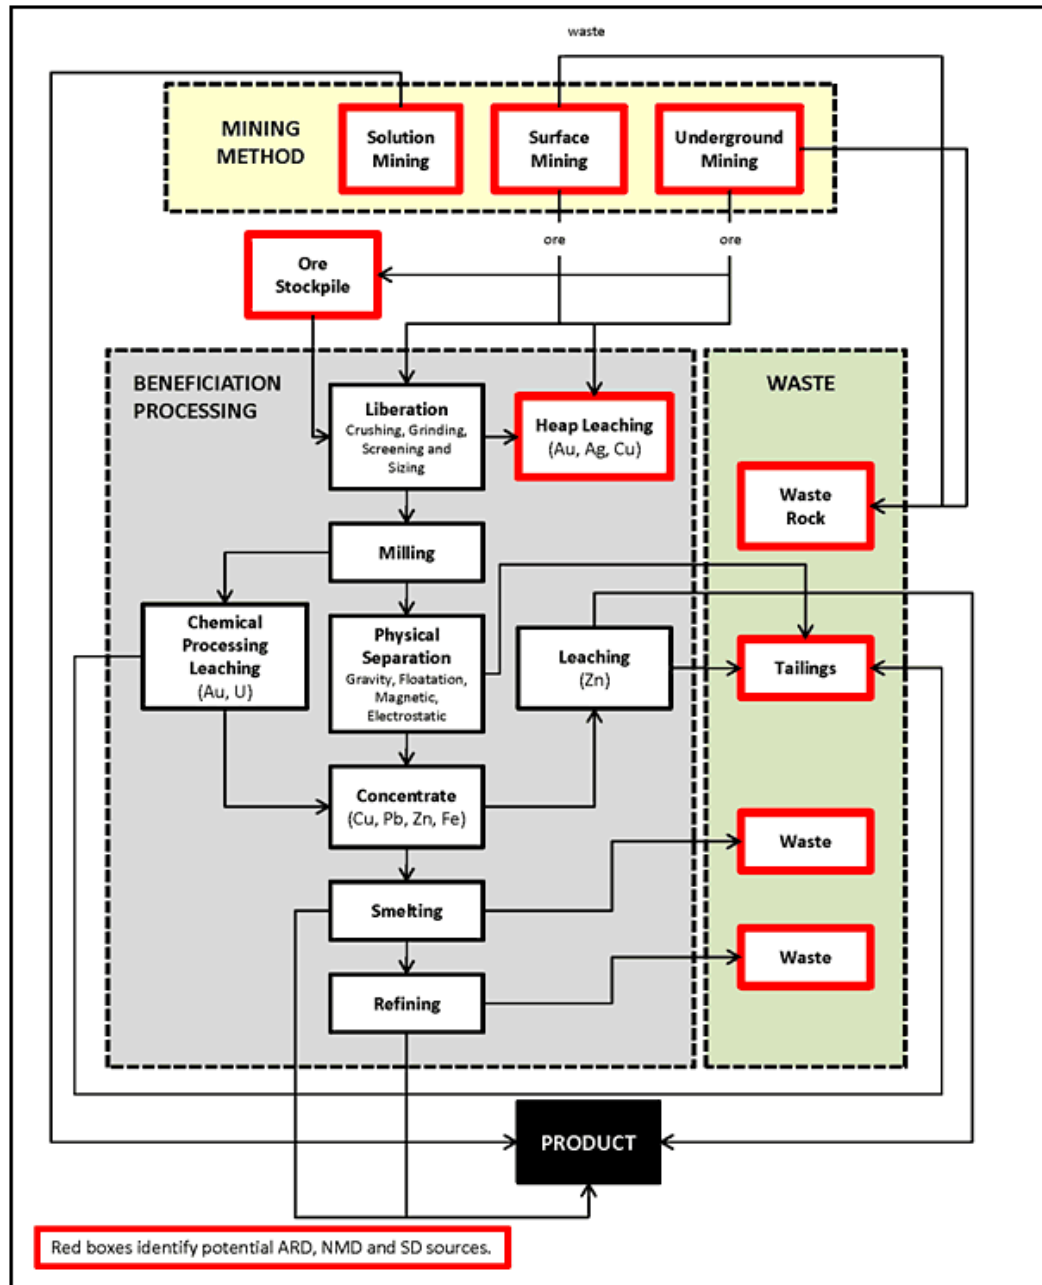 waste
MINING
METHOD
Solution
Mining
Surface
Mining
Underground
Mining
ore
ore
Ore
Stockpile
BENEFICIATION
PROCESSING
WASTE
Liberation
Crushing, Grinding,
Screening and
Sizing
Heap Leaching
(Au, Ag, Cu)
Waste
Rock
Milling
Chemical
Processing
Leaching
(Au, U)
Physical
Separation
Gravity, Floatation,
Magnetic,
Electrostatic
Leaching
(Zn)
Tailings
Concentrate
(Cu, Pb, Zn, Fe)
Waste
Smelting
Waste
Refining
PRODUCT
Red boxes identify potential ARD, NMD and SD sources.